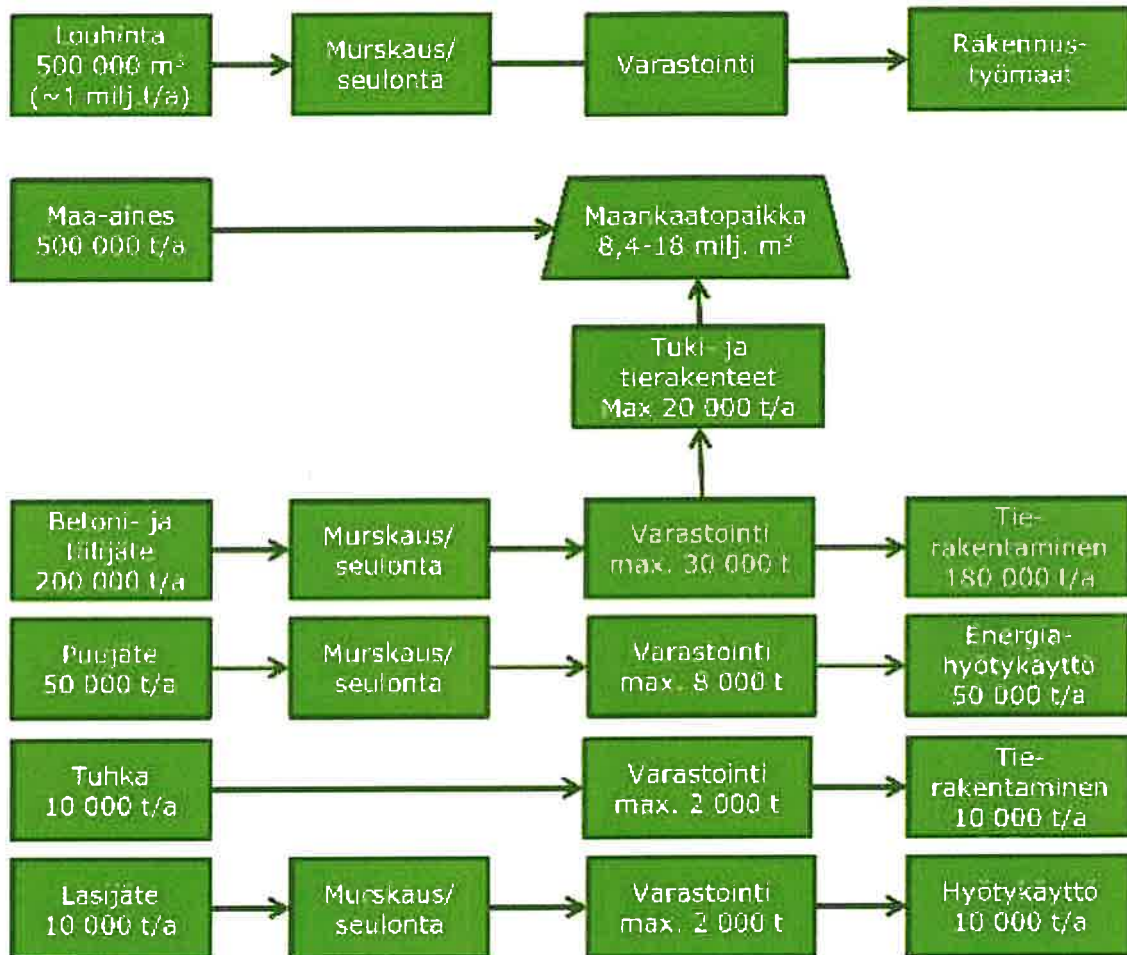 Louhinta
500 000 m³
(~1 milj.t/a)
Murskaus/
seulonta
Varastointi
Rakennus-
työmaat
Maa-aines
500 000 t/a
Maankaatopaikka
8,4-18 milj. m³
Tuki- ja
tierakenteet
Max 20 000 t/a
Betoni- ja
tiilijäte
200 000 t/a
Murskaus/
seulonta
Varastointi
max. 30 000 t
Tie-
rakentaminen
180 000 t/a
Puujäte
50 000 t/a
Murskaus/
seulonta
Varastointi
max. 8 000 t
Energia-
hyötykäyttö
50 000 t/a
Tuhka
10 000 t/a
Varastointi
max. 2 000 t
Tie-
rakentaminen
10 000 t/a
Lasijäte
10 000 t/a
Murskaus/
seulonta
Varastointi
max. 2 000 t
Hyötykäyttö
10 000 t/a